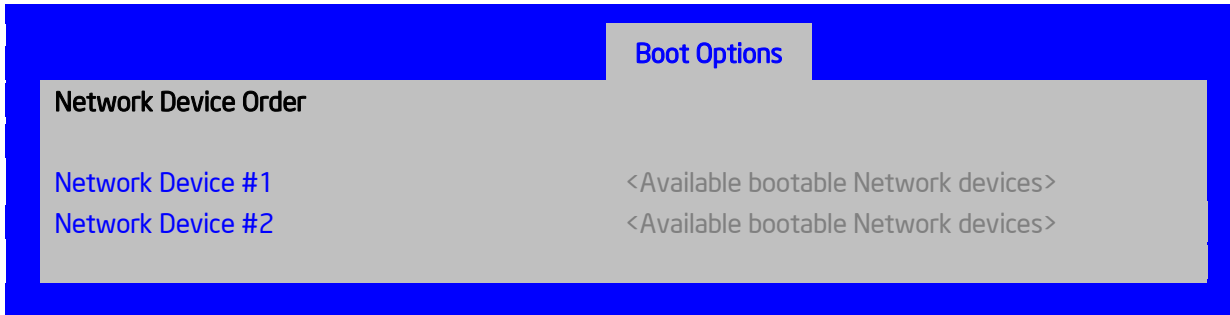 Boot Options
Network Device Order
Network Device #1 <Available bootable Network devices>
Network Device #2 <Available bootable Network devices>